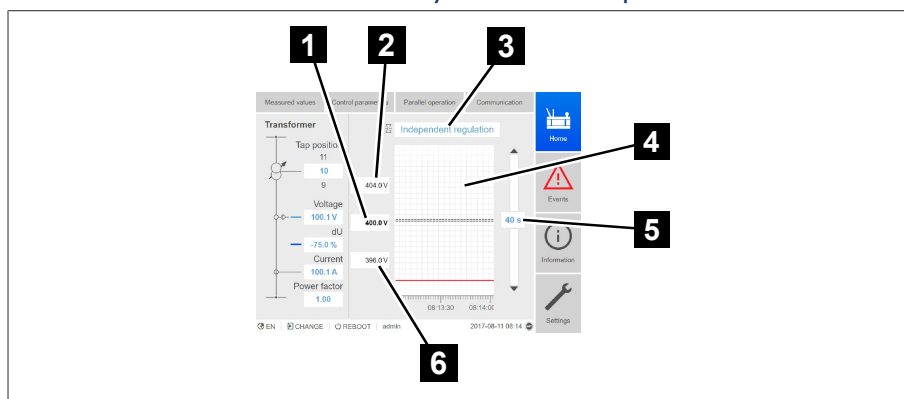 1
2
3
4
5
6
Measured values
Control parameters
Parallel operation
Communication
Transformer
Independent regulation
Tap position
11
10
9
Voltage
100.1 V
dU
-75.0 %
Current
100.1 A
Power factor
1.00
404.0 V
400.0 V
396.0 V
40 s
08:13:30
08:14:00
Home
Events
Information
Settings
EN
CHANGE
REBOOT
admin
2017-08-11 08:14